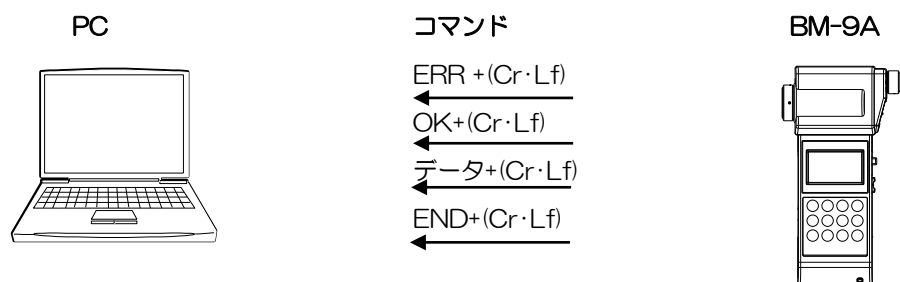 PC
コマンド
BM-9A
ERR +(Cr･Lf)
OK+(Cr･Lf)
データ+(Cr･Lf)
END+(Cr･Lf)